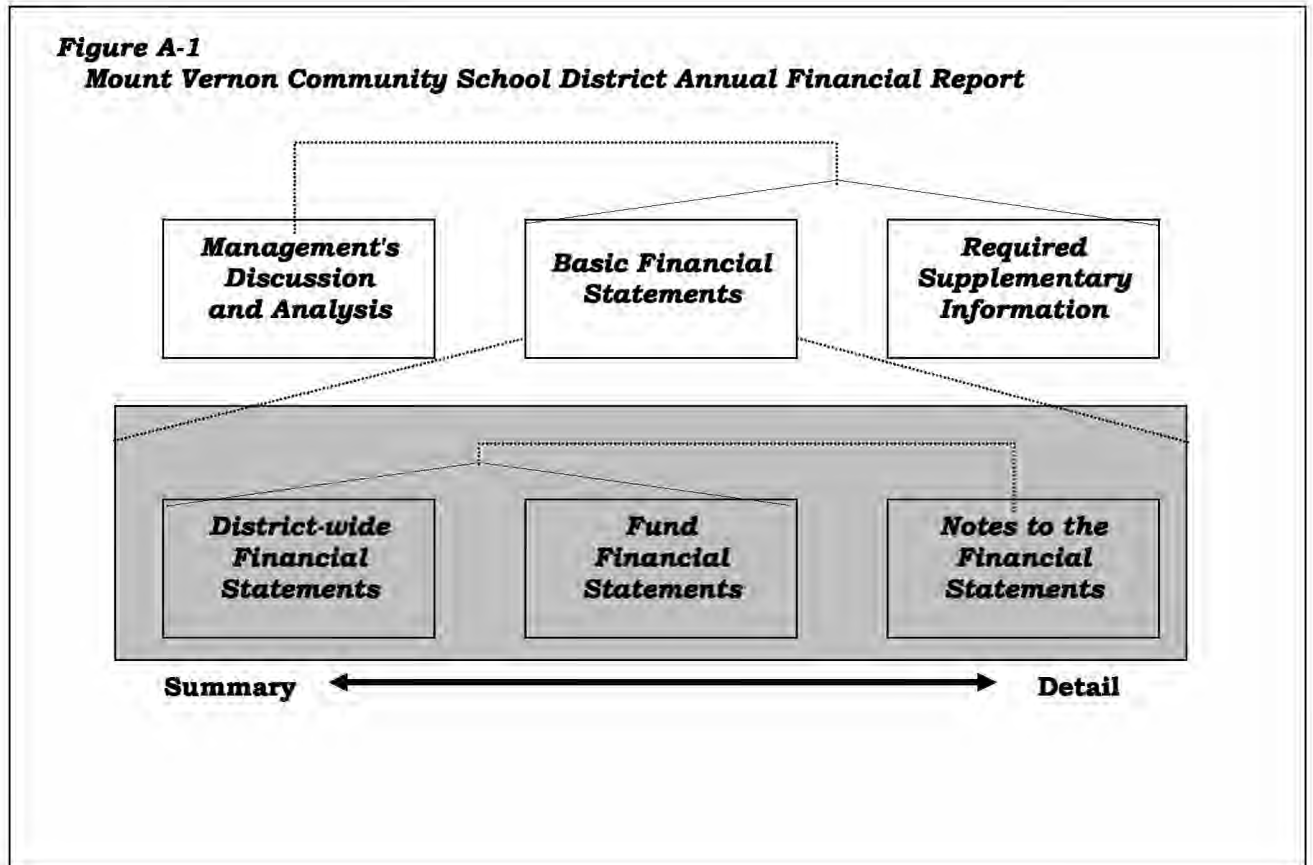 Figure A-1
Mount Vernon Community School District Annual Financial Report
Management's
Discussion
and Analysis
Basic Financial
Statements
Required
Supplementary
Information
District-wide
Financial
Statements
Fund
Financial
Statements
Notes to the
Financial
Statements
Summary
Detail